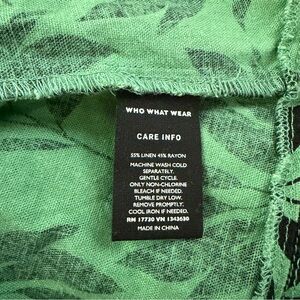 WHO WHAT WEAR
CARE INFO
55% LINEN 45% RAYON
MACHINE WASH COLD
SEPARATELY.
GENTLE CYCLE.
ONLY NON-CHLORINE
BLEACH IF NEEDED.
TUMBLE DRY LOW.
REMOVE PROMPTLY.
COOL IRON IF NEEDED.
RN 17730 VN 1343630
MADE IN CHINA